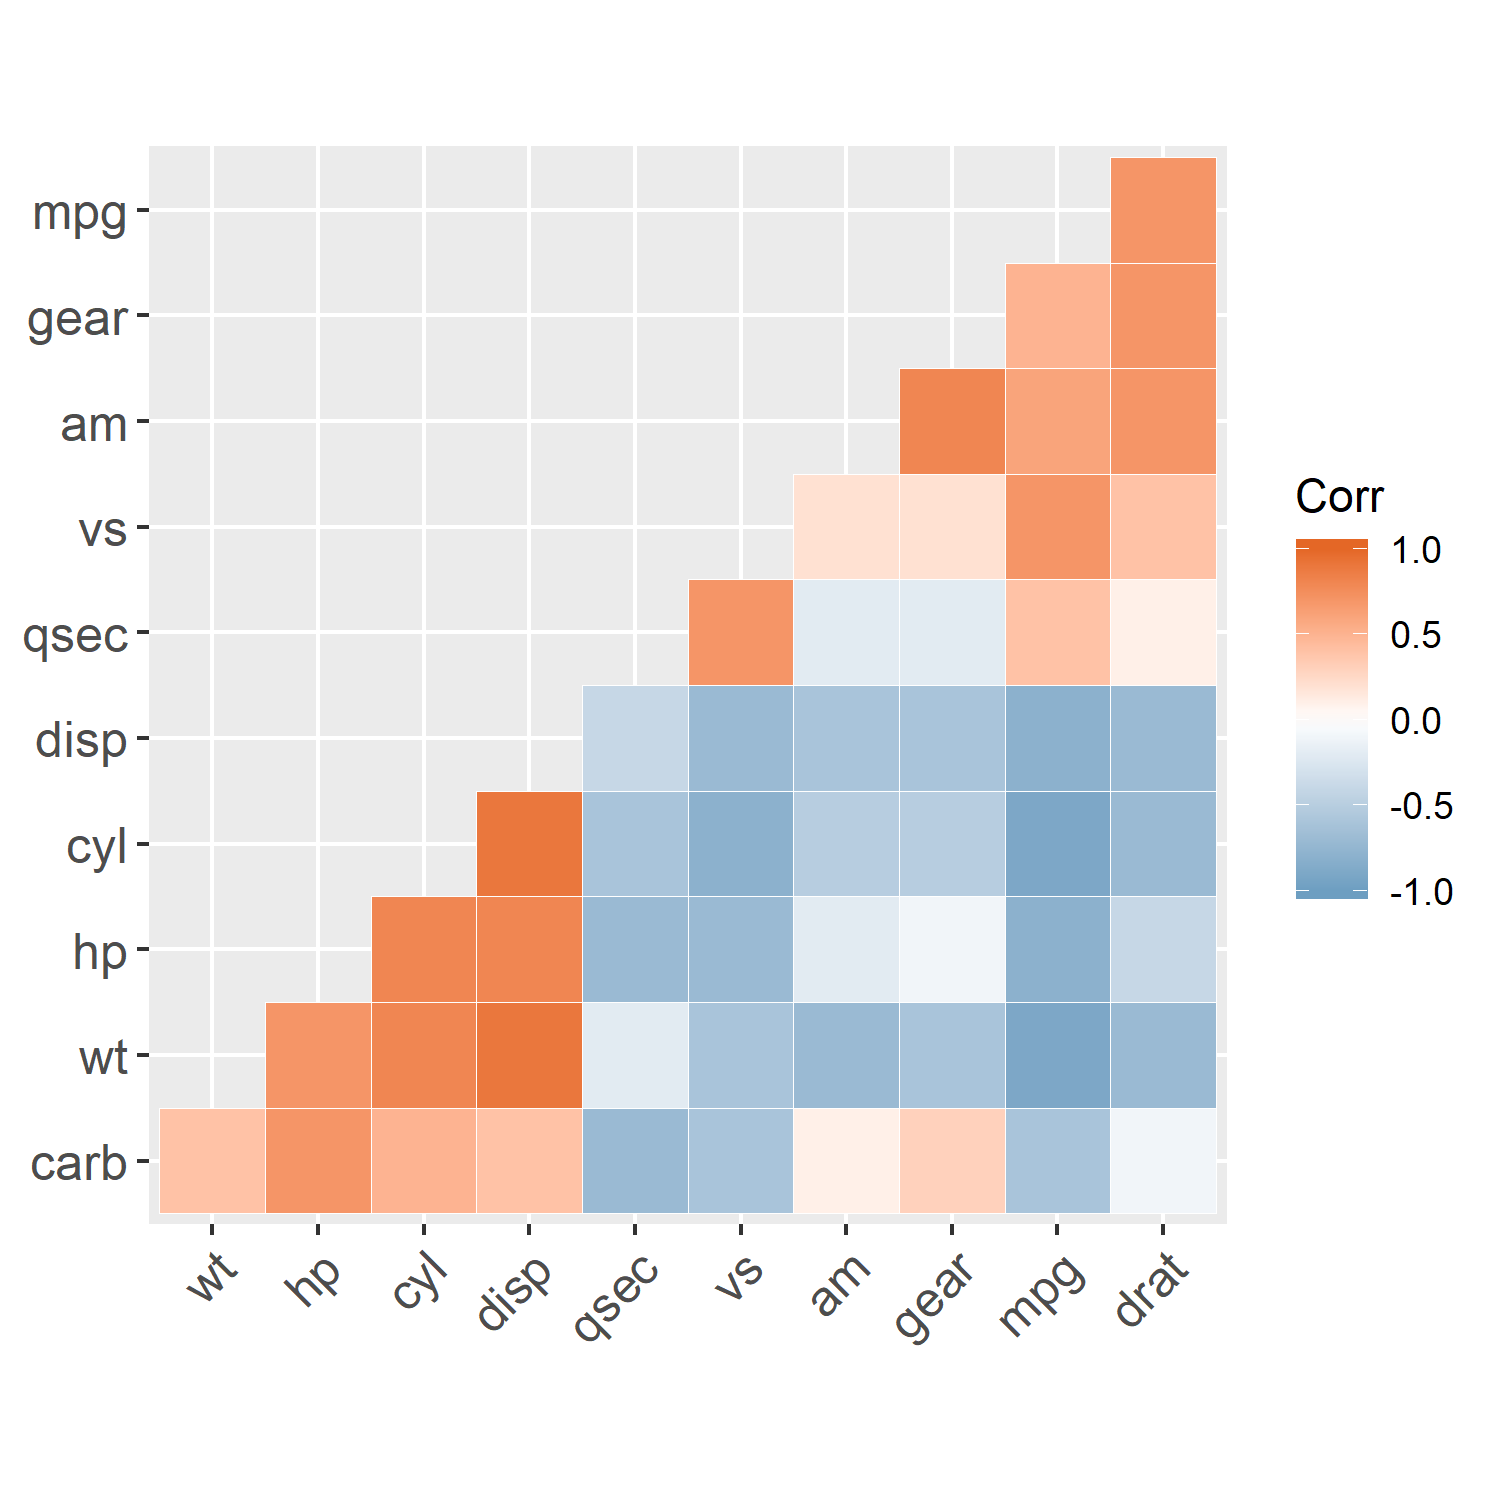 mpg
gear
am
vs
qsec
disp
cyl
hp
wt
carb
wt hp cyl disp qsec vs am gear mpg drat
Corr
1.0
0.5
0.0
-0.5
-1.0